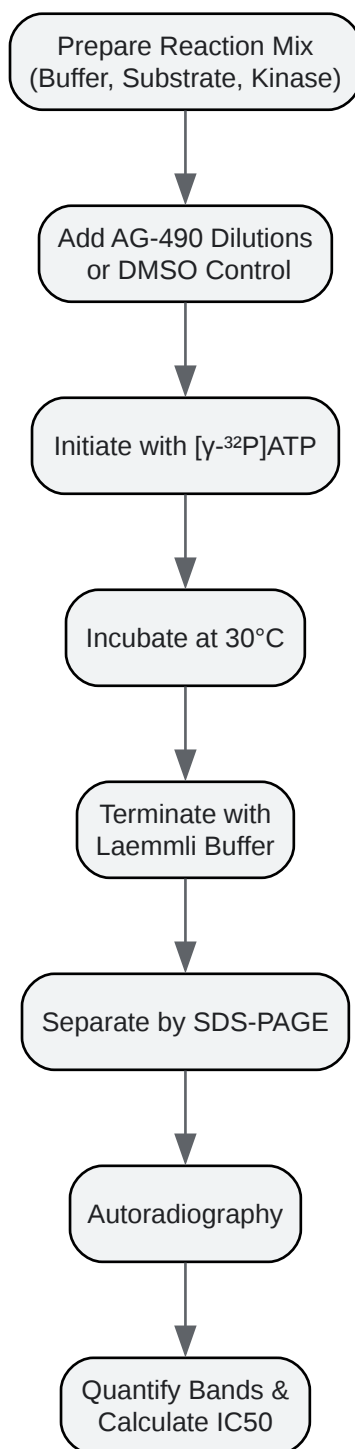 Prepare Reaction Mix
(Buffer, Substrate, Kinase)
Add AG-490 Dilutions
or DMSO Control
Initiate with [γ-³²P]ATP
Incubate at 30°C
Terminate with
Laemmli Buffer
Separate by SDS-PAGE
Autoradiography
Quantify Bands &
Calculate IC50